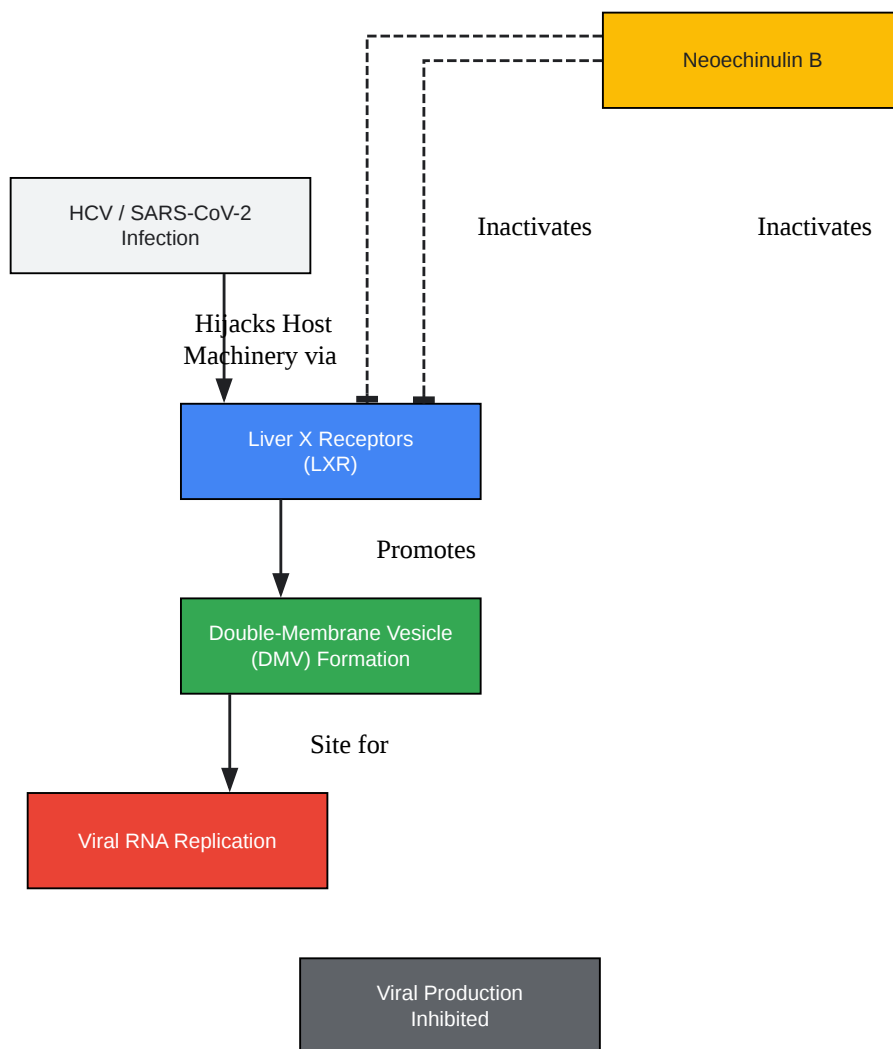 Neoechinulin B
HCV / SARS-CoV-2
Infection
Inactivates
Inactivates
Hijacks Host
Machinery via
Liver X Receptors
(LXR)
Promotes
Double-Membrane Vesicle
(DMV) Formation
Site for
Viral RNA Replication
Viral Production
Inhibited